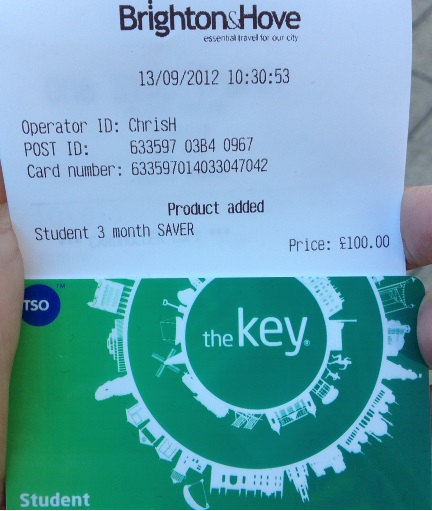 Brighton&Hove
essential travel for our city
13/09/2012 10:30:53
Operator ID: ChrisH
POST ID: 633597 03B4 0967
Card number: 633597014033047042
Product added
Student 3 month SAVER
Price: £100.00
TSO™
the key®
Student